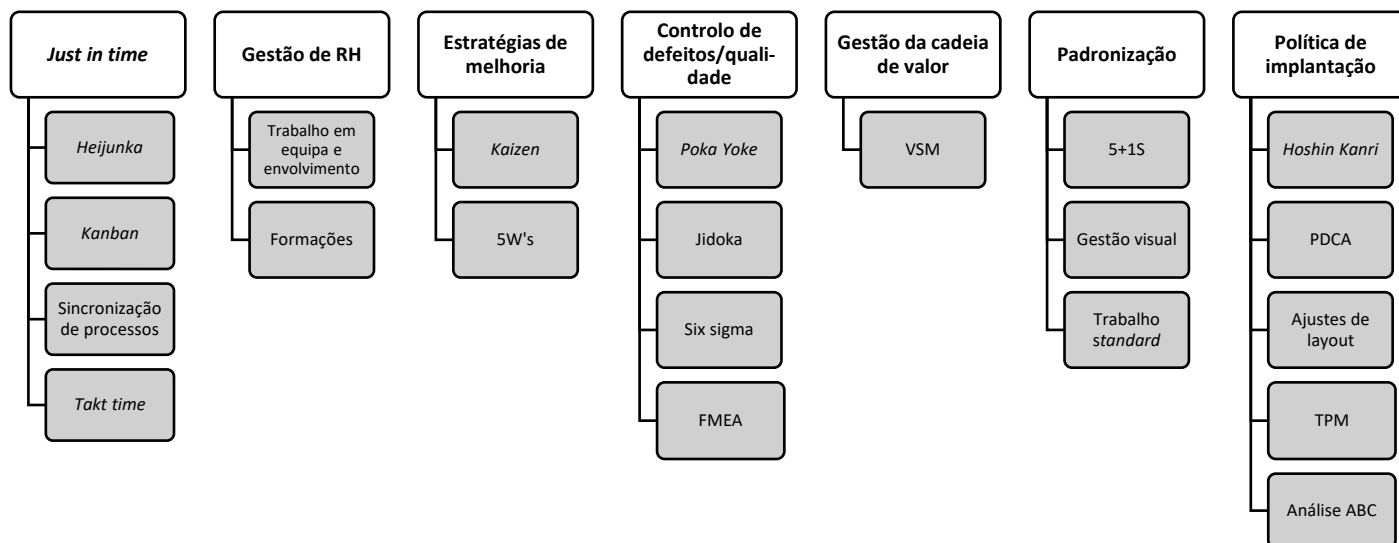 Just in time
Heijunka
Kanban
Sincronização
de processos
Takt time
Gestão de RH
Trabalho em
equipa e
envolvimento
Formações
Estratégias de
melhoria
Kaizen
5W's
Controlo de
defeitos/quali-
dade
Poka Yoke
Jidoka
Six sigma
FMEA
Gestão da cadeia
de valor
VSM
Padronização
5+1S
Gestão visual
Trabalho
standard
Política de
implantação
Hoshin Kanri
PDCA
Ajustes de
layout
TPM
Análise ABC